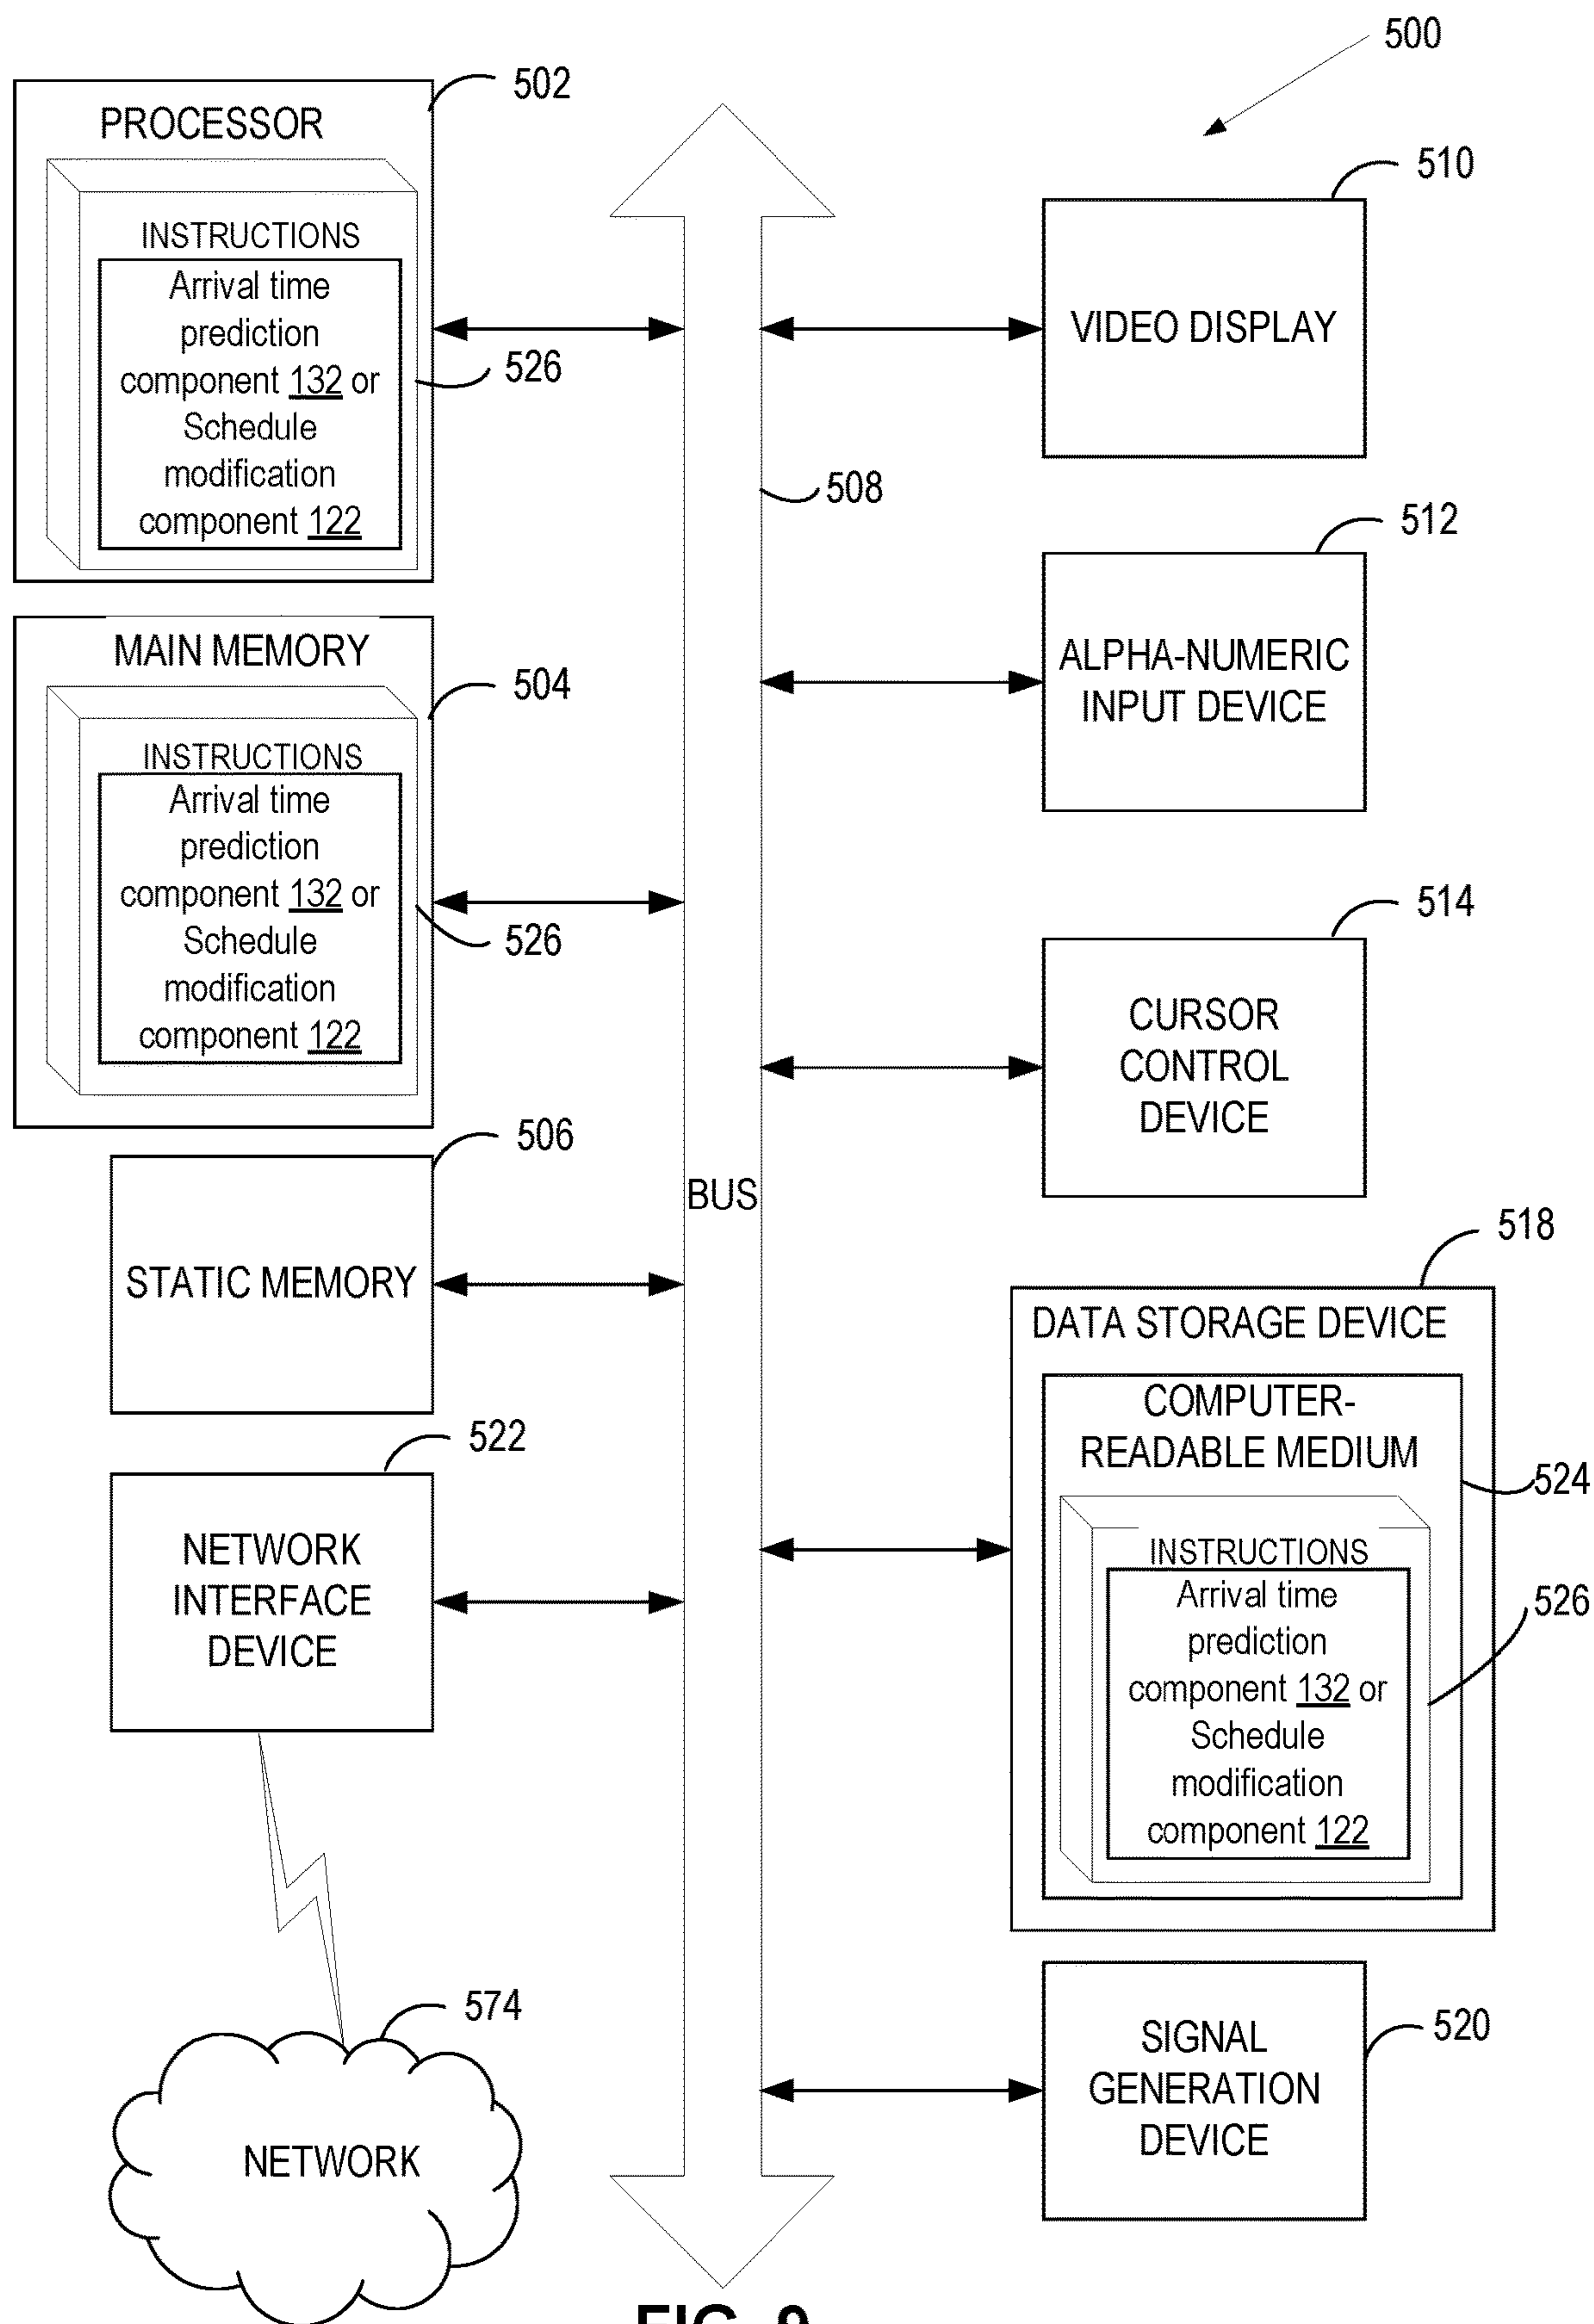 500
502
PROCESSOR
INSTRUCTIONS
Arrival time
prediction
component 132 or
Schedule
modification
component 122
526
MAIN MEMORY
504
INSTRUCTIONS
Arrival time
prediction
component 132 or
Schedule
modification
component 122
526
506
STATIC MEMORY
522
NETWORK
INTERFACE
DEVICE
574
NETWORK
508
BUS
510
VIDEO DISPLAY
512
ALPHA-NUMERIC
INPUT DEVICE
514
CURSOR
CONTROL
DEVICE
518
DATA STORAGE DEVICE
COMPUTER-
READABLE MEDIUM
524
INSTRUCTIONS
Arrival time
prediction
component 132 or
Schedule
modification
component 122
526
520
SIGNAL
GENERATION
DEVICE